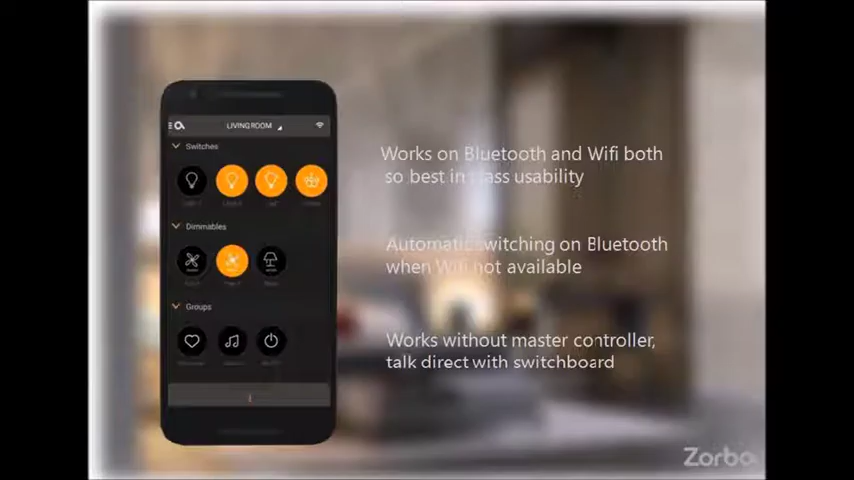 LIVING ROOM
Switches
Dimmables
Groups
Works on Bluetooth and Wifi both
so best in class usability
Automatic switching on Bluetooth
when Wifi not available
Works without master controller,
talk direct with switchboard
Zorba